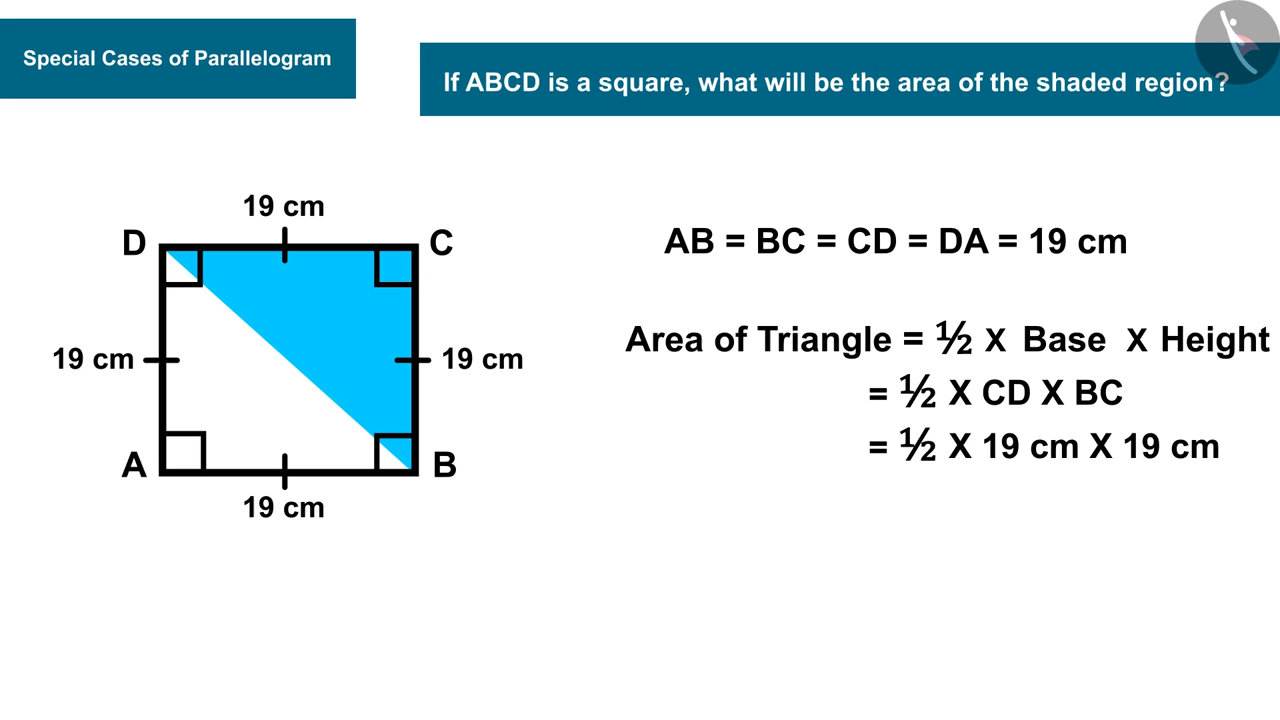 Special Cases of Parallelogram
If ABCD is a square, what will be the area of the shaded region?
19 cm
D
C
19 cm
19 cm
A
B
19 cm
AB = BC = CD = DA = 19 cm
Area of Triangle = ½ X Base X Height
= ½ X CD X BC
= ½ X 19 cm X 19 cm